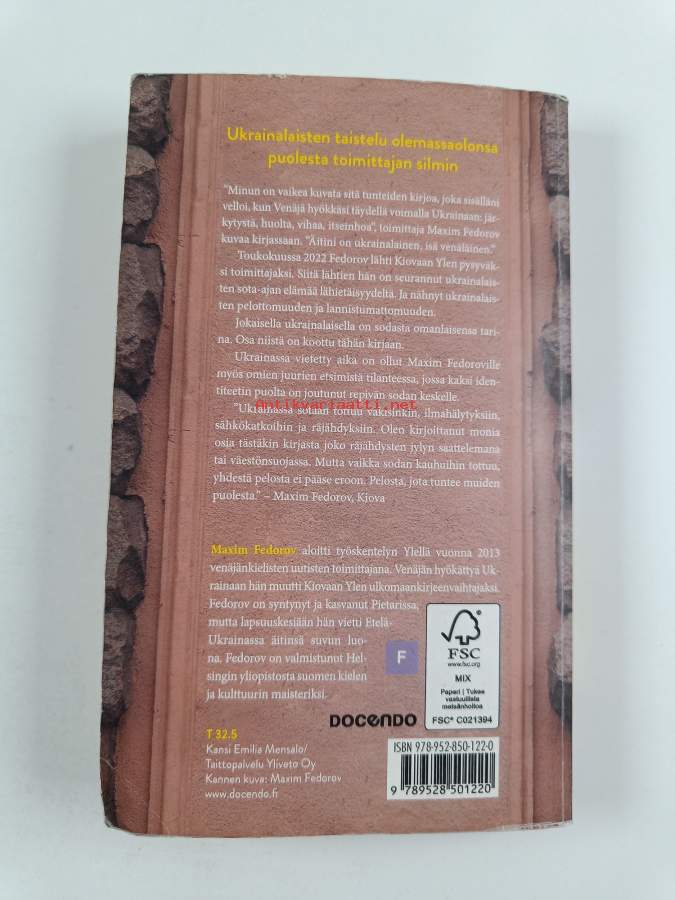 Ukrainalaisten taistelu olemassaolonsa
puolesta toimittajan silmin
"Minun on vaikea kuvata sitä tunteiden kirjoa, joka sisälläni
velloi, kun Venäjä hyökkäsi täydellä voimalla Ukrainaan: jär-
kytystä, huolta, vihaa, itseinhoa", toimittaja Maxim Fedorov
kuvaa kirjassaan. "Äitini on ukrainalainen, isä venäläinen."
Toukokuussa 2022 Fedorov lähti Kiovaan Ylen pysyväk-
si toimittajaksi. Siitä lähtien hän on seurannut ukrainalais-
ten sota-ajan elämää lähietäisyydeltä. Ja nähnyt ukrainalais-
ten pelottomuuden ja lannistumattomuuden.
Jokaisella ukrainalaisella on sodasta omanlaisensa tari-
na. Osa niistä on koottu tähän kirjaan.
Ukrainassa vietetty aika on ollut Maxim Fedoroville
myös omien juurien etsimistä tilanteessa, jossa kaksi iden-
titeetin puolta on joutunut repivän sodan keskelle.
Antikvariaatti.net
"Ukrainassa sotaan tottuu väkisinkin, ilmahälytyksiin,
sähkökatkoihin ja räjähdyksiin. Olen kirjoittanut monia
osia tästäkin kirjasta joko räjähdysten jylyn saattelemana
tai väestönsuojassa. Mutta vaikka sodan kauhuihin tottuu,
yhdestä pelosta ei pääse eroon. Pelosta, jota tuntee muiden
puolesta." – Maxim Fedorov, Kiova
Maxim Fedorov aloitti työskentelyn Ylellä vuonna 2013
venäjänkielisten uutisten toimittajana. Venäjän hyökättyä Uk-
rainaan hän muutti Kiovaan Ylen ulkomaankirjeenvaihtajaksi.
Fedorov on syntynyt ja kasvanut Pietarissa,
mutta lapsuuskesiään hän vietti Etelä-
Ukrainassa äitinsä suvun luo-
na. Fedorov on valmistunut Hel-
singin yliopistosta suomen kielen
ja kulttuurin maisteriksi.
F
FSC
www.fsc.org
MIX
Paperi | Tukee
vastuullista
metsänhoitoa
FSC® C021394
DOCENDO
T 32.5
Kansi Emilia Mensalo/
Taittopalvelu Yliveto Oy
Kannen kuva: Maxim Fedorov
www.docendo.fi
ISBN 978-952-850-122-0
9 789528 501220